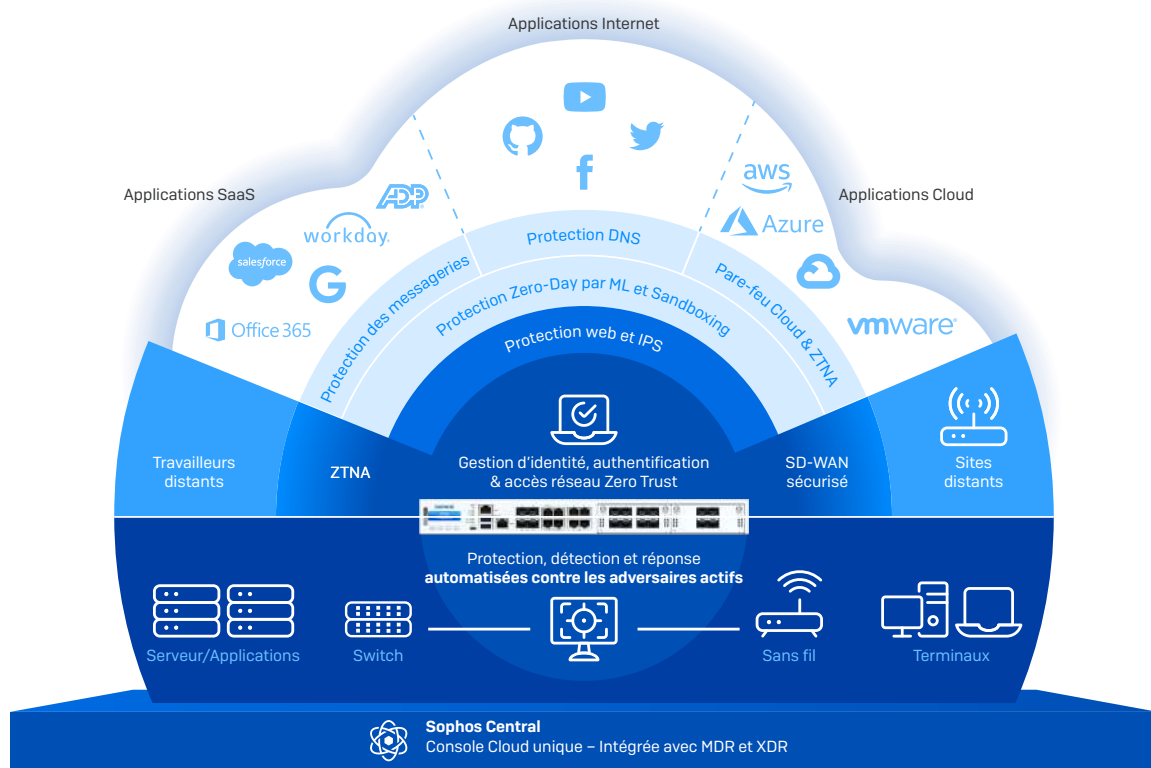 Applications Internet
Applications SaaS
ADP
workday.
salesforce
G
Office 365
f
aws
Azure
vmware
Applications Cloud
Protection des messageries
Protection DNS
Pare-feu Cloud & ZTNA
Protection Zero-Day par ML et Sandboxing
Protection web et IPS
Travailleurs
distants
ZTNA
Gestion d'identité, authentification
& accès réseau Zero Trust
SD-WAN
sécurisé
Sites
distants
Protection, détection et réponse
automatisées contre les adversaires actifs
Serveur/Applications
Switch
Sans fil
Terminaux
Sophos Central
Console Cloud unique – Intégrée avec MDR et XDR